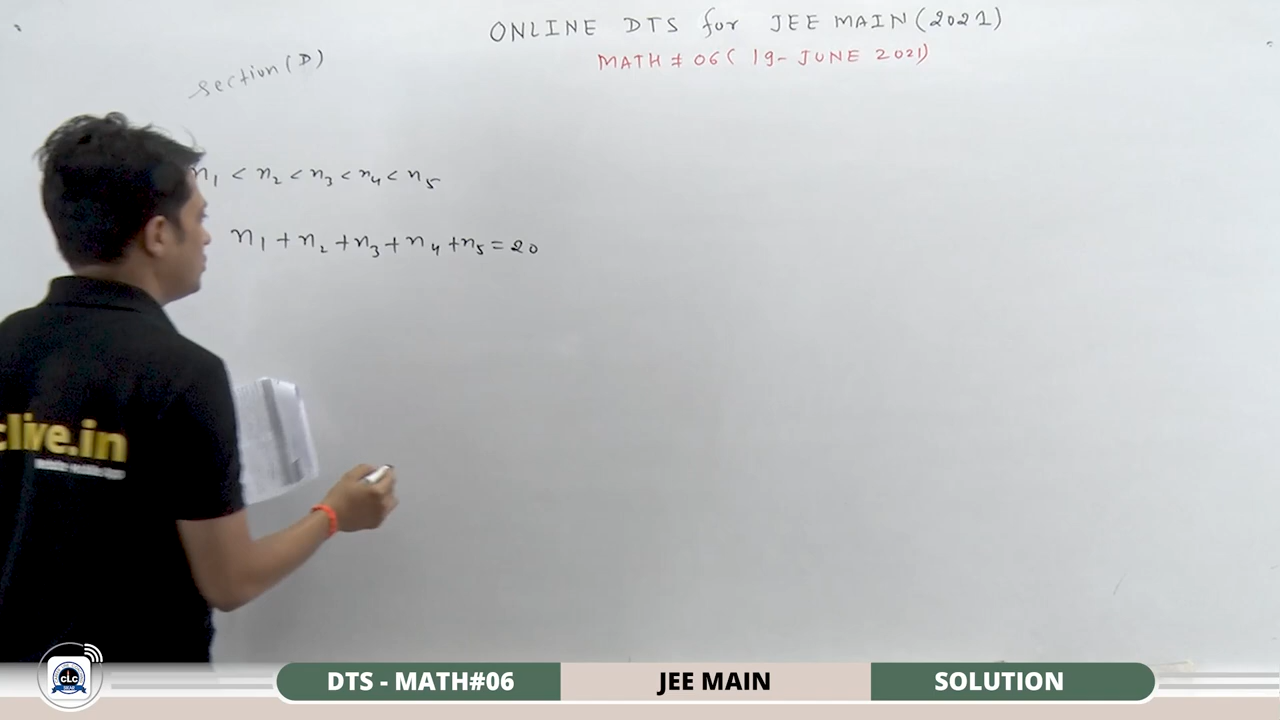 ONLINE DTS for JEE MAIN (2021)
MATH # 06 ( 19- JUNE 2021)
section (D)
n₁ < n₂ < n₃ < n₄ < n₅
n₁ + n₂ + n₃ + n₄ + n₅ = 20
clive.in
CLC
DTS - MATH#06
JEE MAIN
SOLUTION